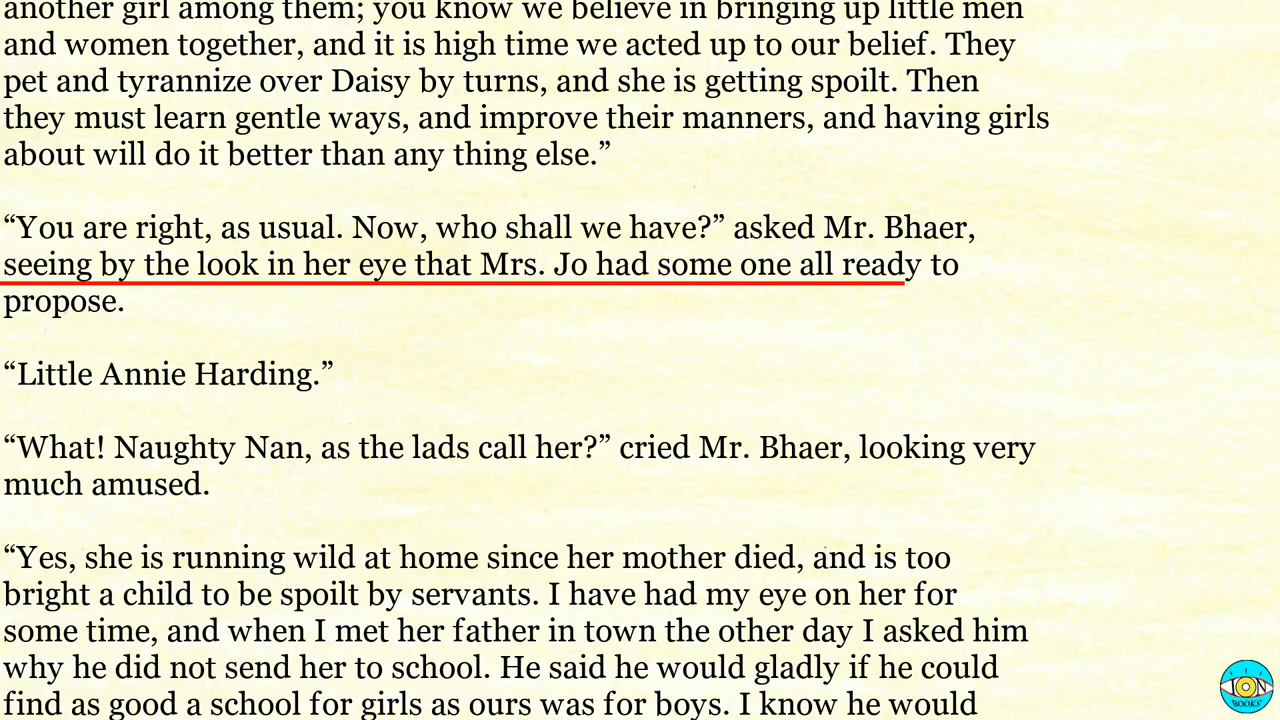 another girl among them; you know we believe in bringing up little men
and women together, and it is high time we acted up to our belief. They
pet and tyrannize over Daisy by turns, and she is getting spoilt. Then
they must learn gentle ways, and improve their manners, and having girls
about will do it better than any thing else.”
“You are right, as usual. Now, who shall we have?” asked Mr. Bhaer,
seeing by the look in her eye that Mrs. Jo had some one all ready to
propose.
“Little Annie Harding.”
“What! Naughty Nan, as the lads call her?” cried Mr. Bhaer, looking very
much amused.
“Yes, she is running wild at home since her mother died, and is too
bright a child to be spoilt by servants. I have had my eye on her for
some time, and when I met her father in town the other day I asked him
why he did not send her to school. He said he would gladly if he could
find as good a school for girls as ours was for boys. I know he would
ION
BOOKS